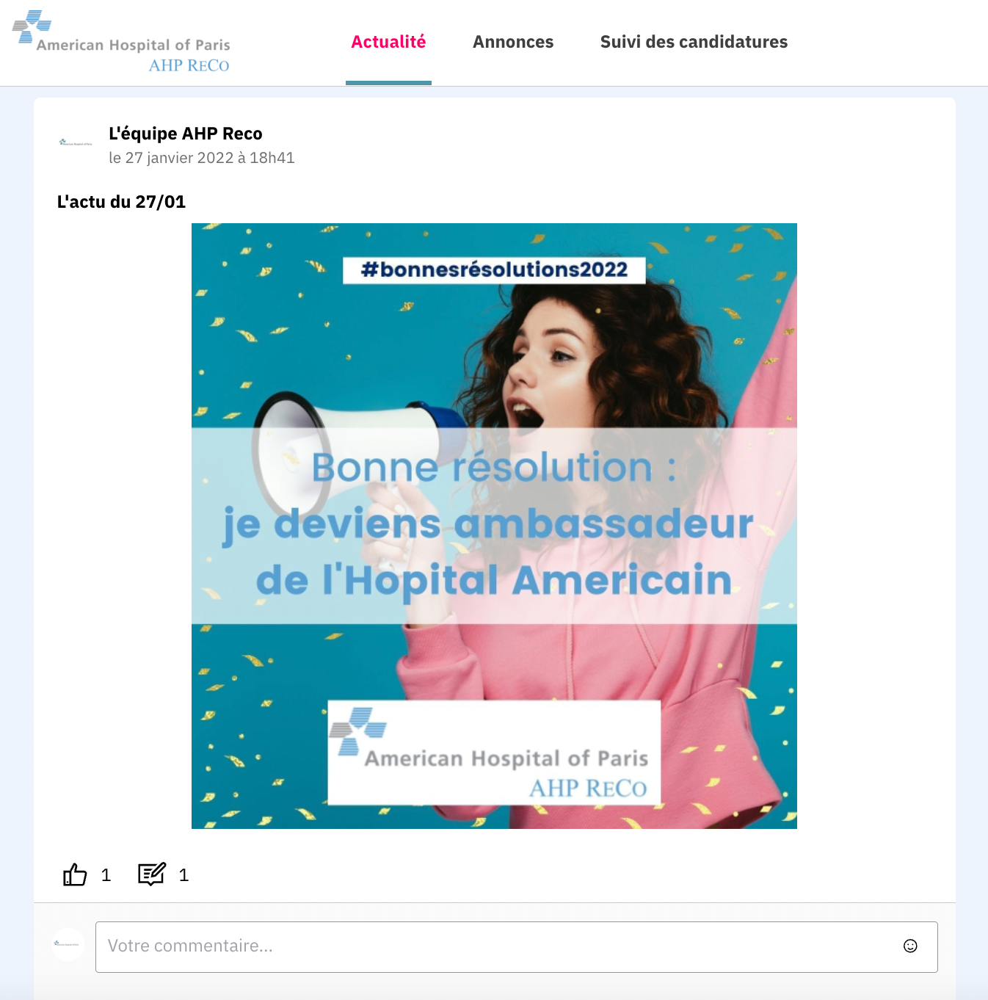 American Hospital of Paris
AHP RECO
Actualité
Annonces
Suivi des candidatures
L'équipe AHP Reco
le 27 janvier 2022 à 18h41
L'actu du 27/01
#bonnesrésolutions2022
Bonne résolution :
je deviens ambassadeur
de l'Hopital Americain
American Hospital of Paris
AHP RECO
1
1
Votre commentaire...